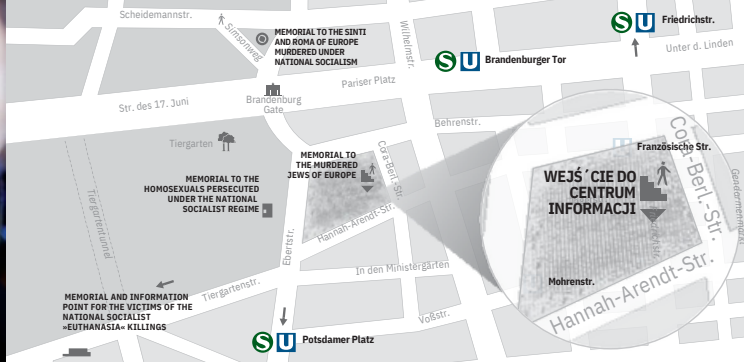 Scheidemannstr.
Simsonweg
MEMORIAL TO THE SINTI
AND ROMA OF EUROPE
MURDERED UNDER
NATIONAL SOCIALISM
Wilhelmstr.
S U Friedrichstr.
Unter d. Linden
S U Brandenburger Tor
Pariser Platz
Str. des 17. Juni
Brandenburg
Gate
Behrenstr.
Tiergarten
MEMORIAL TO
THE MURDERED
JEWS OF EUROPE
Cora-Berl.-Str.
Französische Str.
Cora-Berl.-Str.
Gendarmenmarkt
MEMORIAL TO THE
HOMOSEXUALS PERSECUTED
UNDER THE NATIONAL
SOCIALIST REGIME
WEJŚ´CIE DO
CENTRUM
INFORMACJI
Tiergartentunnel
Ebertstr.
Hannah-Arendt-Str.
In den Ministergärten
Mohrenstr.
Hannah-Arendt-Str.
Tiergartenstr.
MEMORIAL AND INFORMATION
POINT FOR THE VICTIMS OF THE
NATIONAL SOCIALIST
»EUTHANASIA« KILLINGS
Voßstr.
S U Potsdamer Platz